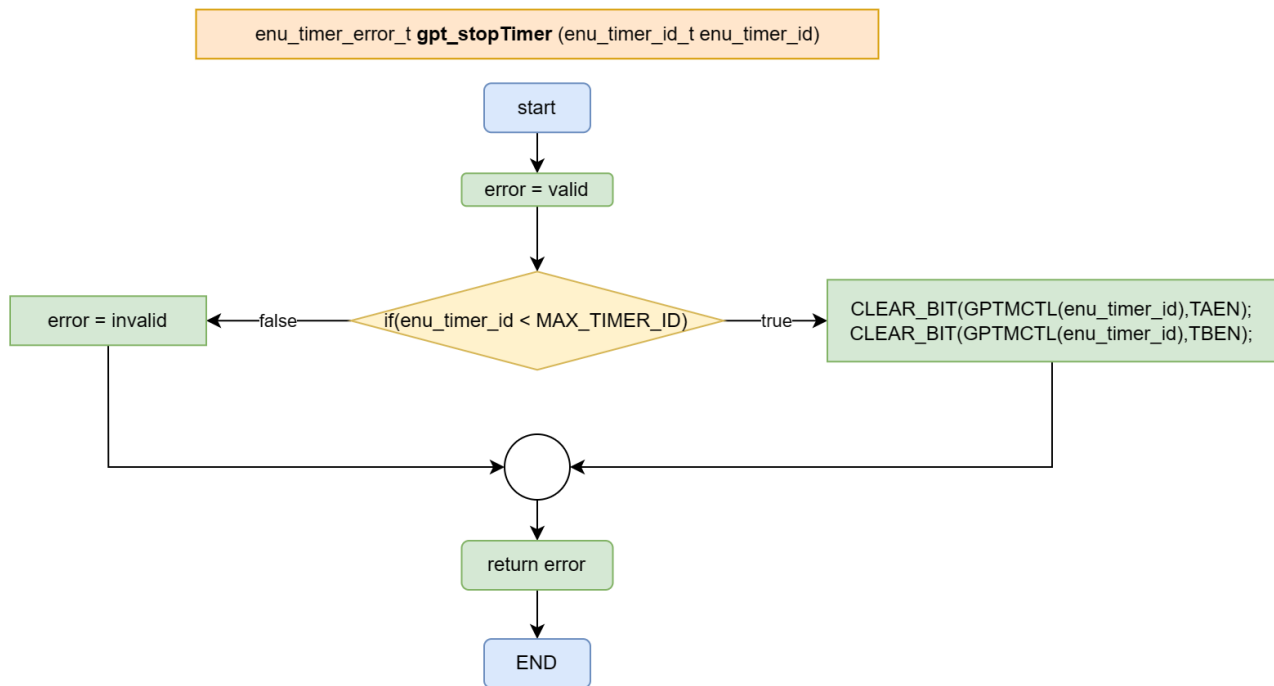 enu_timer_error_t gpt_stopTimer (enu_timer_id_t enu_timer_id)
start
error = valid
error = invalid
false
if(enu_timer_id < MAX_TIMER_ID)
true
CLEAR_BIT(GPTMCTL(enu_timer_id),TAEN);
CLEAR_BIT(GPTMCTL(enu_timer_id),TBEN);
return error
END